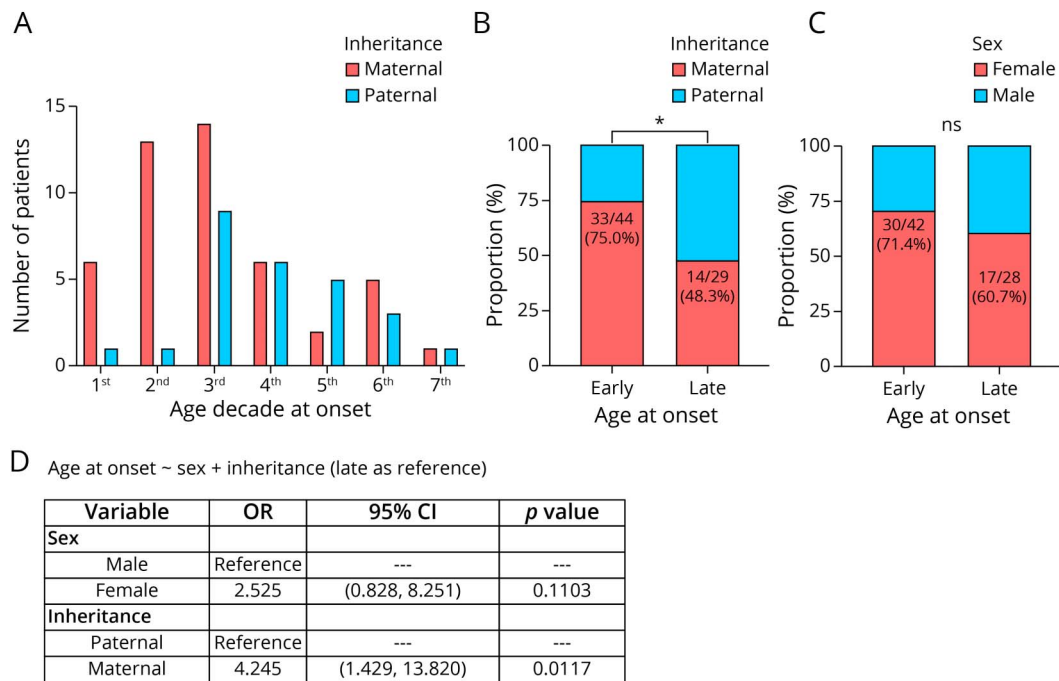 A
Inheritance
Maternal
Paternal
Number of patients
15
10
5
0
1st 2nd 3rd 4th 5th 6th 7th
Age decade at onset
B
Inheritance
Maternal
Paternal
*
Proportion (%)
100
75
50
25
0
33/44
(75.0%)
14/29
(48.3%)
Early Late
Age at onset
C
Sex
Female
Male
ns
Proportion (%)
100
75
50
25
0
30/42
(71.4%)
17/28
(60.7%)
Early Late
Age at onset
D Age at onset ~ sex + inheritance (late as reference)
Variable OR 95% CI p value
Sex
Male Reference --- ---
Female 2.525 (0.828, 8.251) 0.1103
Inheritance
Paternal Reference --- ---
Maternal 4.245 (1.429, 13.820) 0.0117